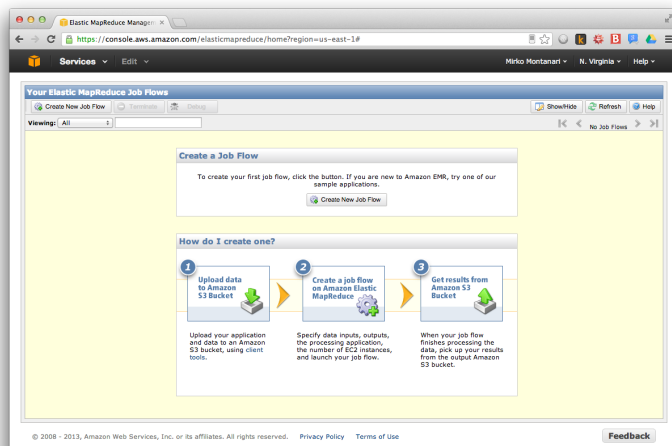 Elastic MapReduce Managem
https://console.aws.amazon.com/elasticmapreduce/home?region=us-east-1#
Services Edit Mirko Montanari N. Virginia Help
Your Elastic MapReduce Job Flows
Create New Job Flow Terminate Debug Show/Hide Refresh Help
Viewing: All No Job Flows
Create a Job Flow
To create your first job flow, click the button. If you are new to Amazon EMR, try one of our
sample applications.
Create New Job Flow
How do I create one?
1
Upload data
to Amazon
S3 Bucket
Upload your application
and data to an Amazon
S3 bucket, using client
tools.
2
Create a job flow
on Amazon Elastic
MapReduce
Specify data inputs, outputs,
the processing application,
the number of EC2 instances,
and launch your job flow.
3
Get results from
Amazon S3
Bucket
When your job flow
finishes processing the
data, pick up your results
from the output Amazon
S3 bucket.
© 2008 - 2013, Amazon Web Services, Inc. or its affiliates. All rights reserved. Privacy Policy Terms of Use Feedback